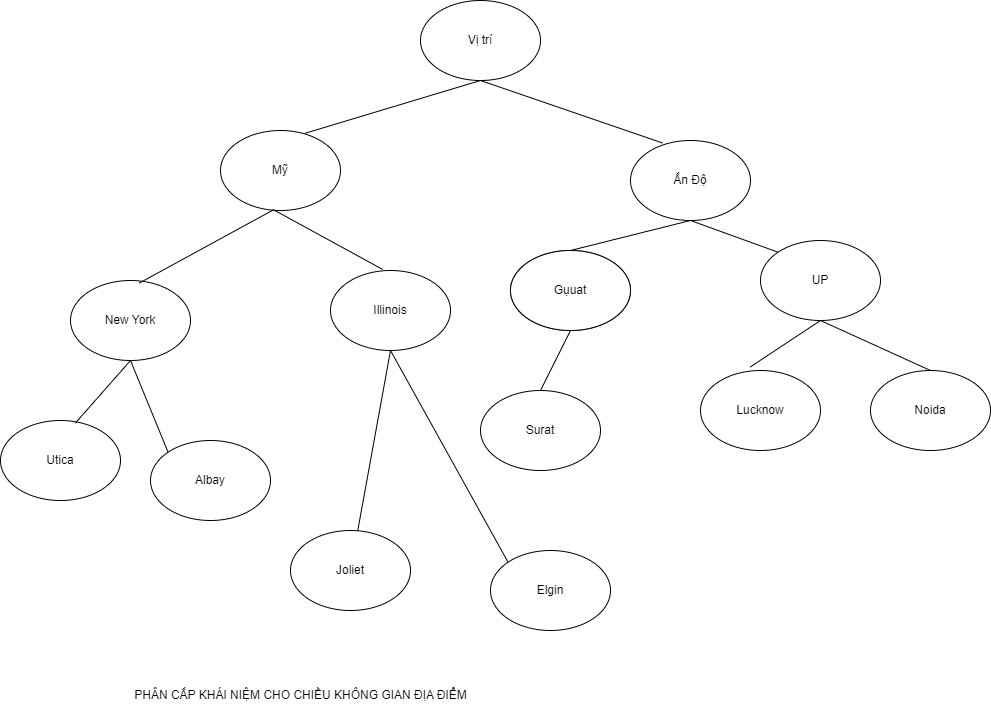 Vị trí
Mỹ
Ấn Độ
New York
Illinois
Gụuat
UP
Utica
Albay
Joliet
Elgin
Surat
Lucknow
Noida
PHÂN CẤP KHÁI NIỆM CHO CHIỀU KHÔNG GIAN ĐỊA ĐIỂM